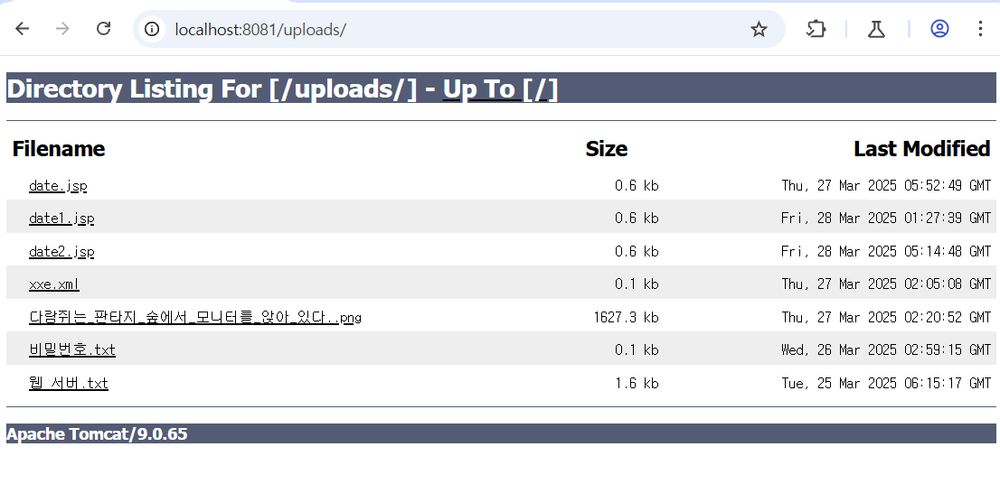 localhost:8081/uploads/
Directory Listing For [/uploads/] - Up To [/]
Filename Size Last Modified
date.jsp 0.6 kb Thu, 27 Mar 2025 05:52:49 GMT
date1.jsp 0.6 kb Fri, 28 Mar 2025 01:27:39 GMT
date2.jsp 0.6 kb Fri, 28 Mar 2025 05:14:48 GMT
xxe.xml 0.1 kb Thu, 27 Mar 2025 02:05:08 GMT
다람쥐는_판타지_숲에서_모니터를_앉아_있다..png 1627.3 kb Thu, 27 Mar 2025 02:20:52 GMT
비밀번호.txt 0.1 kb Wed, 26 Mar 2025 02:59:15 GMT
웹 서버.txt 1.6 kb Tue, 25 Mar 2025 06:15:17 GMT
Apache Tomcat/9.0.65